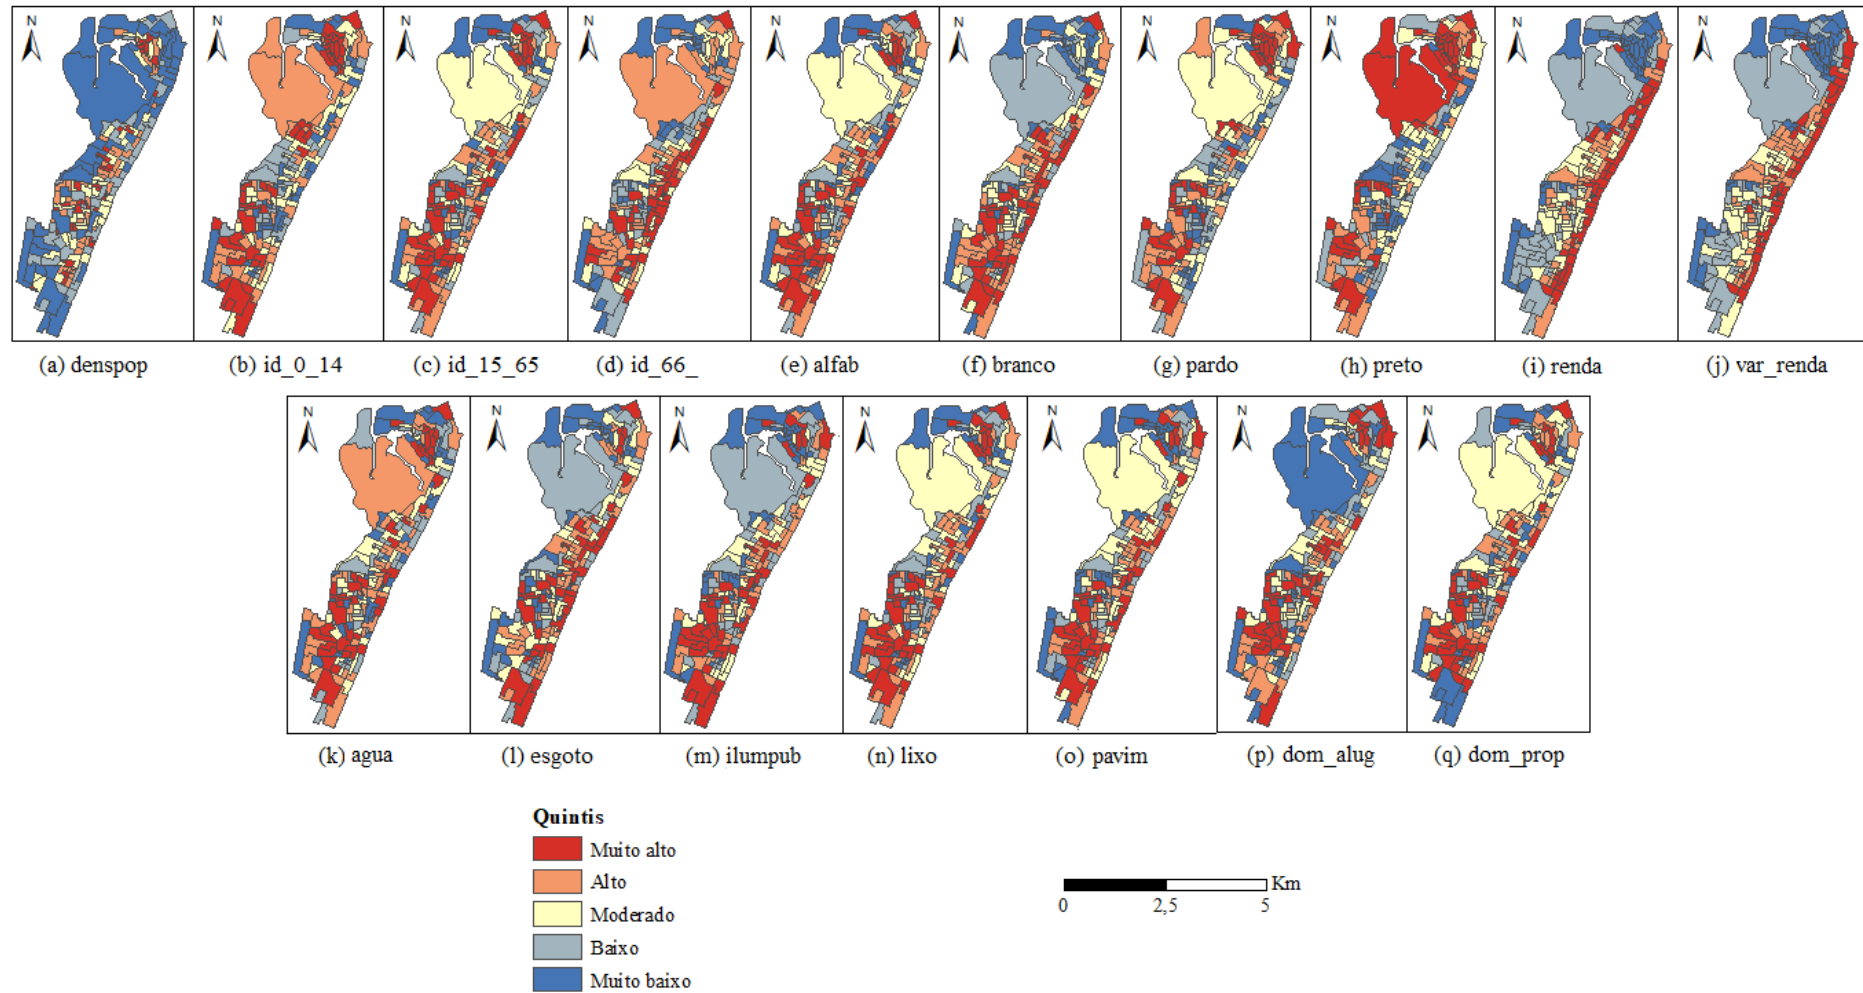 N N N N N N N N N N
(a) denspop (b) id_0_14 (c) id_15_65 (d) id_66_ (e) alfab (f) branco (g) pardo (h) preto (i) renda (j) var_renda
N N N N N N N
(k) agua (l) esgoto (m) ilumpub (n) lixo (o) pavim (p) dom_alug (q) dom_prop
Quintis
Muito alto
Alto
Moderado
Baixo
Muito baixo
Km
0 2,5 5